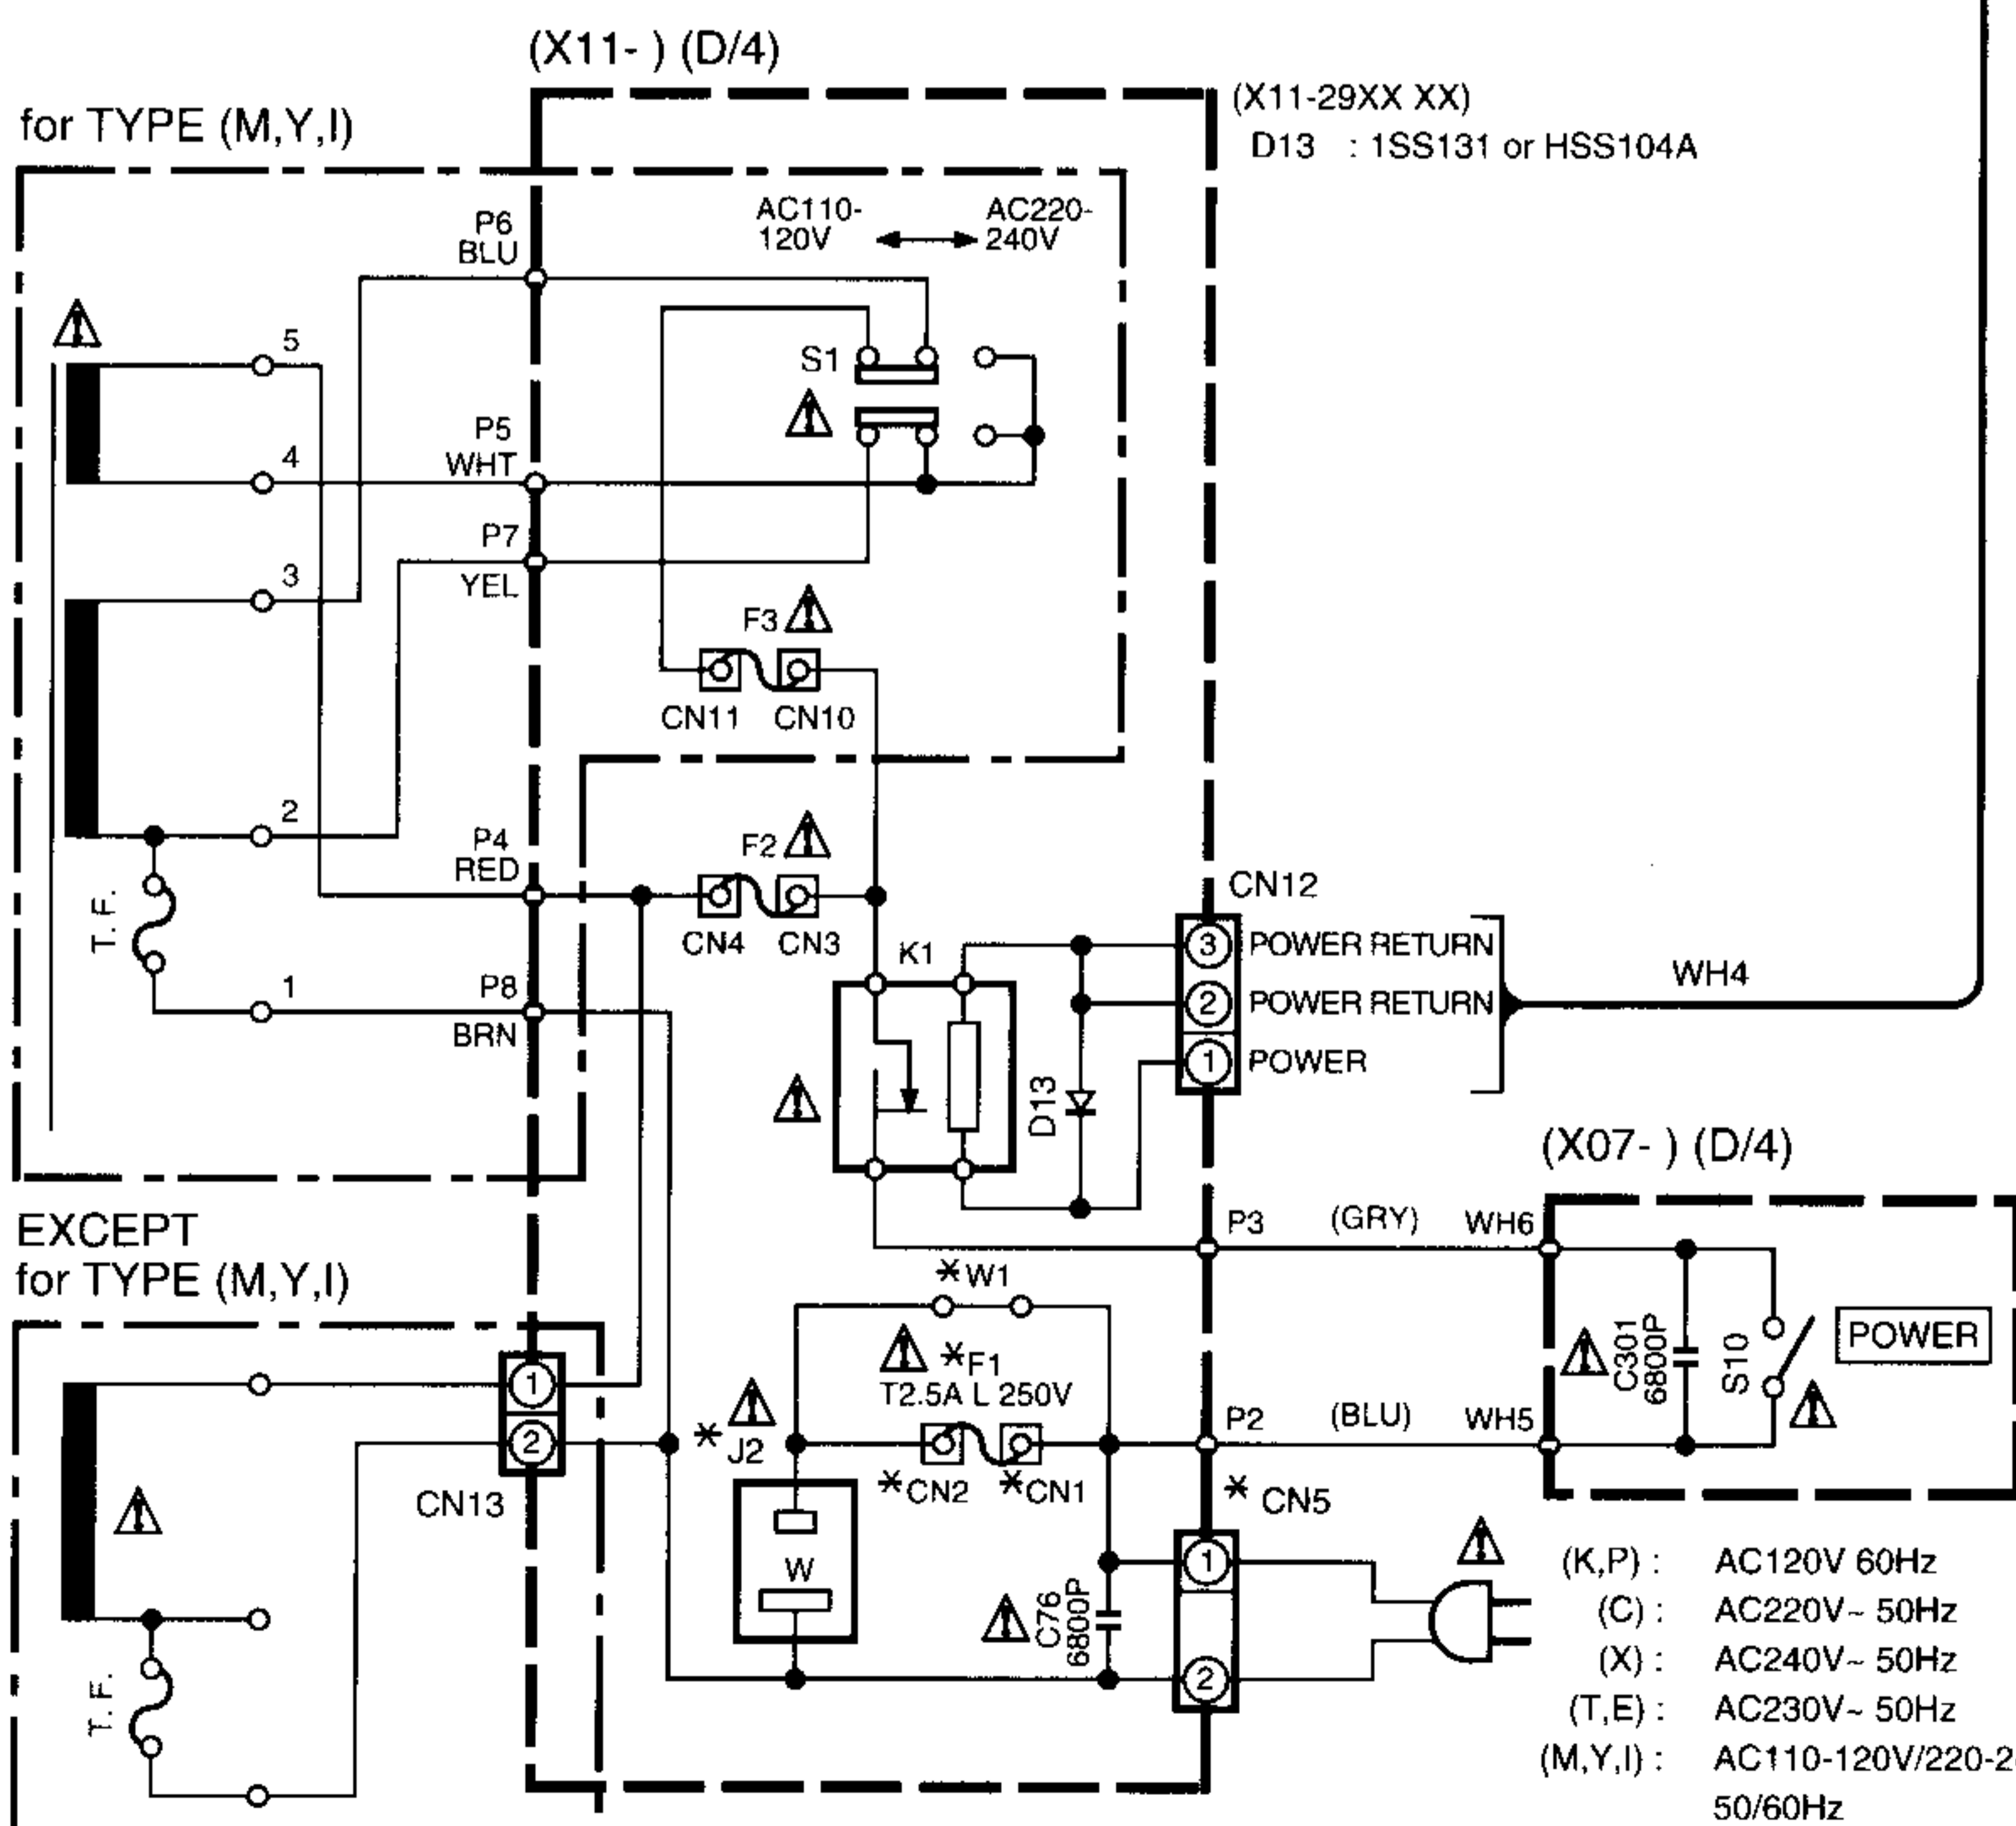 (X11- ) (D/4)
(X11-29XX XX)
D13 : 1SS131 or HSS104A
for TYPE (M,Y,I)
AC110-
120V
AC220-
240V
P6
BLU
5
S1
4
P5
WHT
P7
YEL
3
F3
CN11
CN10
2
P4
RED
F2
CN4
CN3
T.F.
1
P8
BRN
K1
D13
CN12
3
POWER RETURN
2
POWER RETURN
1
POWER
WH4
(X07- ) (D/4)
EXCEPT
for TYPE (M,Y,I)
P3
(GRY)
WH6
*W1
*F1
T2.5A L 250V
C301
6800P
S10
POWER
1
2
CN13
* J2
*CN2
*CN1
P2
(BLU)
WH5
* CN5
W
C76
6800P
1
2
T.F.
(K,P) : AC120V 60Hz
(C) : AC220V~ 50Hz
(X) : AC240V~ 50Hz
(T,E) : AC230V~ 50Hz
(M,Y,I) : AC110-120V/220-2
50/60Hz